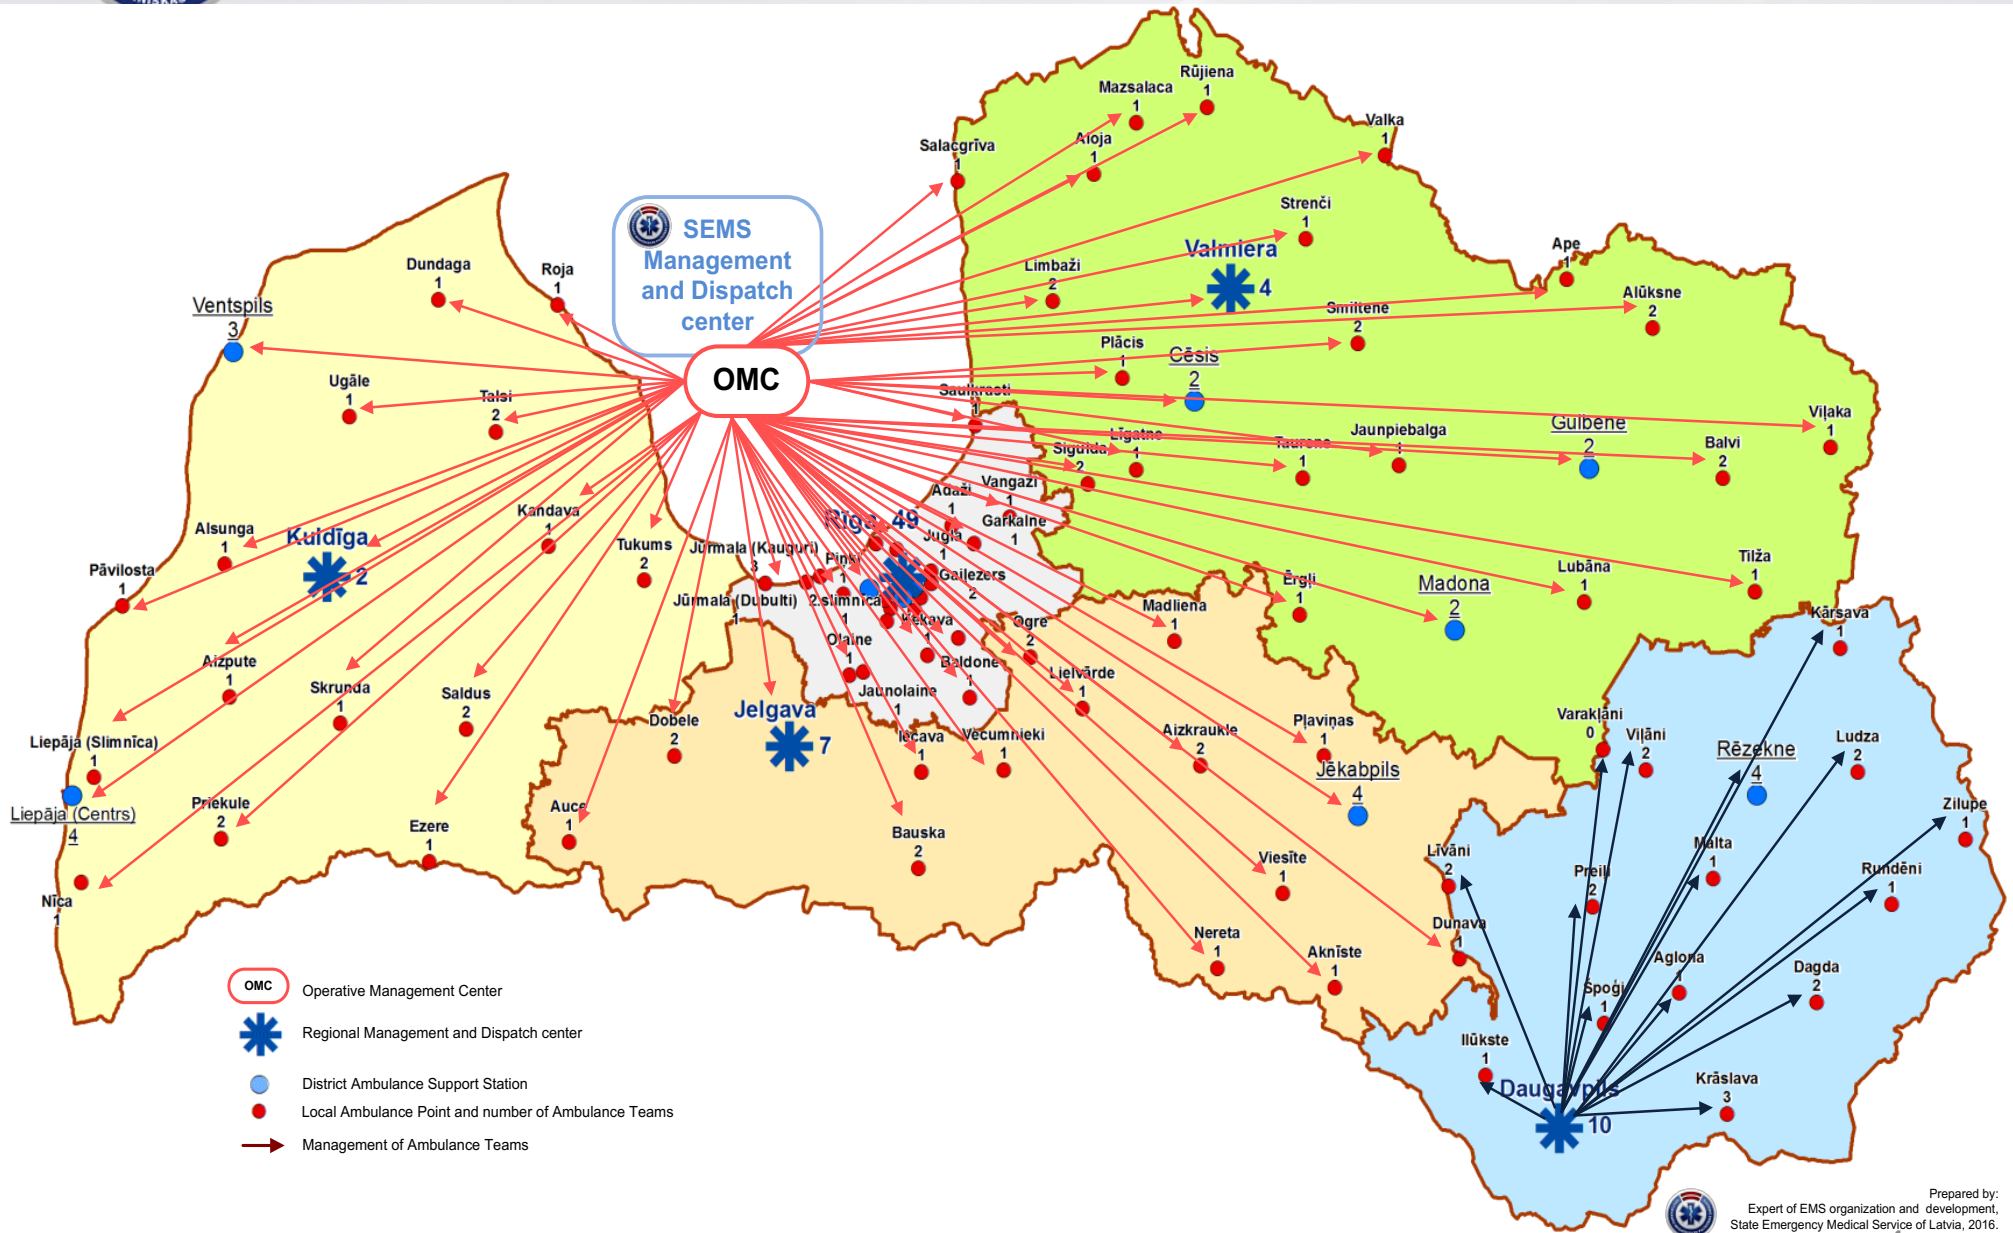 Rūjiena
1
Mazsalaca
1
Valka
1
Aloja
1
Salacgrīva
1
Strenči
1
SEMS
Management
and Dispatch
center
OMC
Valmiera
4
Ape
1
Limbaži
2
Alūksne
2
Smiltene
2
Dundaga
1
Roja
1
Ventspils
3
Plācis
1
Cēsis
2
Ugāle
1
Talsi
2
Saulkrasti
1
Viļaka
1
Gulbene
2
Jaunpiebalga
1
Līgatne
1
Sigulda
2
Taurene
1
Balvi
2
Vangaži
1
Ādaži
1
Garkalne
1
Rīga 49
Jugla
1
Kandava
1
Alsunga
1
Kuldīga
2
Tukums
2
Jūrmala (Kauguri)
3
Piņķi
1
Gailezers
2
Pāvilosta
1
Jūrmala (Dubulti)
1
2.slimnīca
1
Ķekava
1
Ērgļi
1
Madona
2
Lubāna
1
Tilža
1
Madliena
1
Ogre
2
Kārsava
1
Olaine
1
Baldone
1
Lielvārde
1
Aizpute
1
Skrunda
1
Saldus
2
Jaunolaine
1
Jelgava
7
Dobele
2
Iecava
1
Vecumnieki
1
Aizkraukle
2
Pļaviņas
1
Jēkabpils
4
Varakļāni
0
Viļāni
2
Rēzekne
4
Ludza
2
Liepāja (Slimnīca)
1
Liepāja (Centrs)
4
Priekule
2
Ezere
1
Auce
1
Bauska
2
Zilupe
1
Malta
1
Rundēni
1
Līvāni
2
Preiļi
2
Viesīte
1
Nīca
1
Nereta
1
Aknīste
1
Dunava
1
Aglona
1
Dagda
2
Špoģi
1
Ilūkste
1
Krāslava
3
Daugavpils
10
OMC
Operative Management Center
Regional Management and Dispatch center
District Ambulance Support Station
Local Ambulance Point and number of Ambulance Teams
Management of Ambulance Teams
Prepared by:
Expert of EMS organization and development,
State Emergency Medical Service of Latvia, 2016.